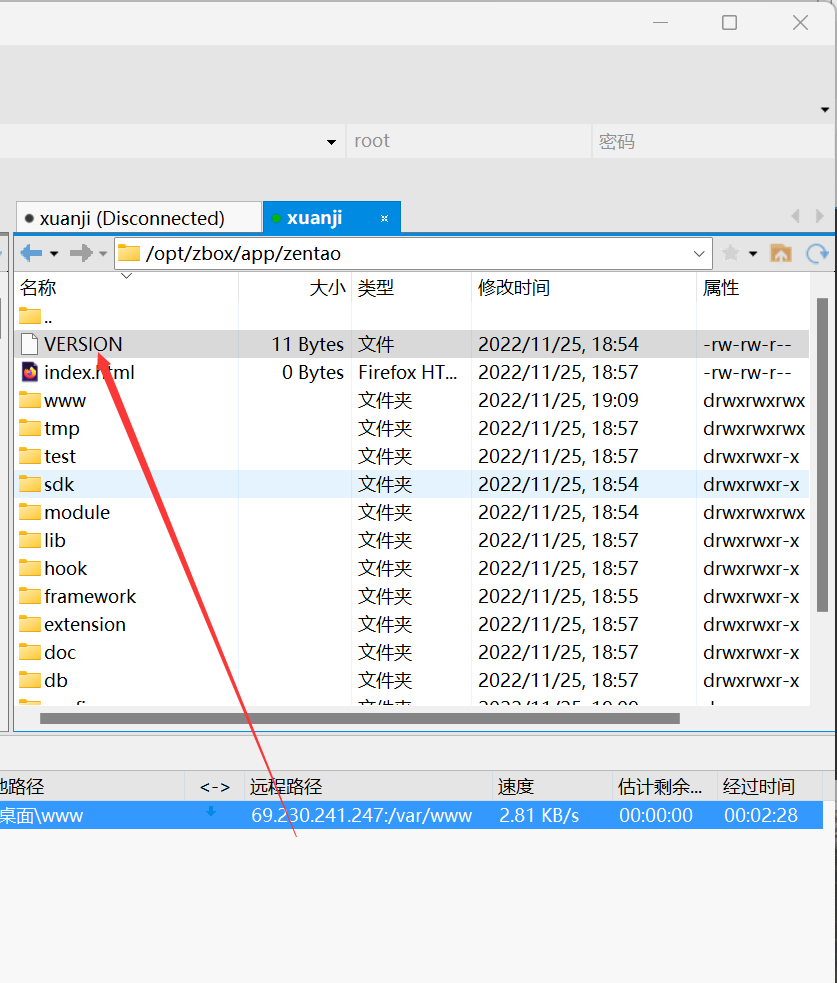 root 密码
xuanji (Disconnected) xuanji
/opt/zbox/app/zentao
名称 大小 类型 修改时间 属性
..
VERSION 11 Bytes 文件 2022/11/25, 18:54 -rw-rw-r--
index.html 0 Bytes Firefox HT... 2022/11/25, 18:57 -rw-rw-r--
www 文件夹 2022/11/25, 19:09 drwxrwxrwx
tmp 文件夹 2022/11/25, 18:57 drwxrwxrwx
test 文件夹 2022/11/25, 18:57 drwxrwxr-x
sdk 文件夹 2022/11/25, 18:54 drwxrwxr-x
module 文件夹 2022/11/25, 18:54 drwxrwxrwx
lib 文件夹 2022/11/25, 18:57 drwxrwxr-x
hook 文件夹 2022/11/25, 18:57 drwxrwxr-x
framework 文件夹 2022/11/25, 18:55 drwxrwxr-x
extension 文件夹 2022/11/25, 18:57 drwxrwxr-x
doc 文件夹 2022/11/25, 18:57 drwxrwxr-x
db 文件夹 2022/11/25, 18:57 drwxrwxr-x
路径 <-> 远程路径 速度 估计剩余... 经过时间
桌面\www 69.230.241.247:/var/www 2.81 KB/s 00:00:00 00:02:28